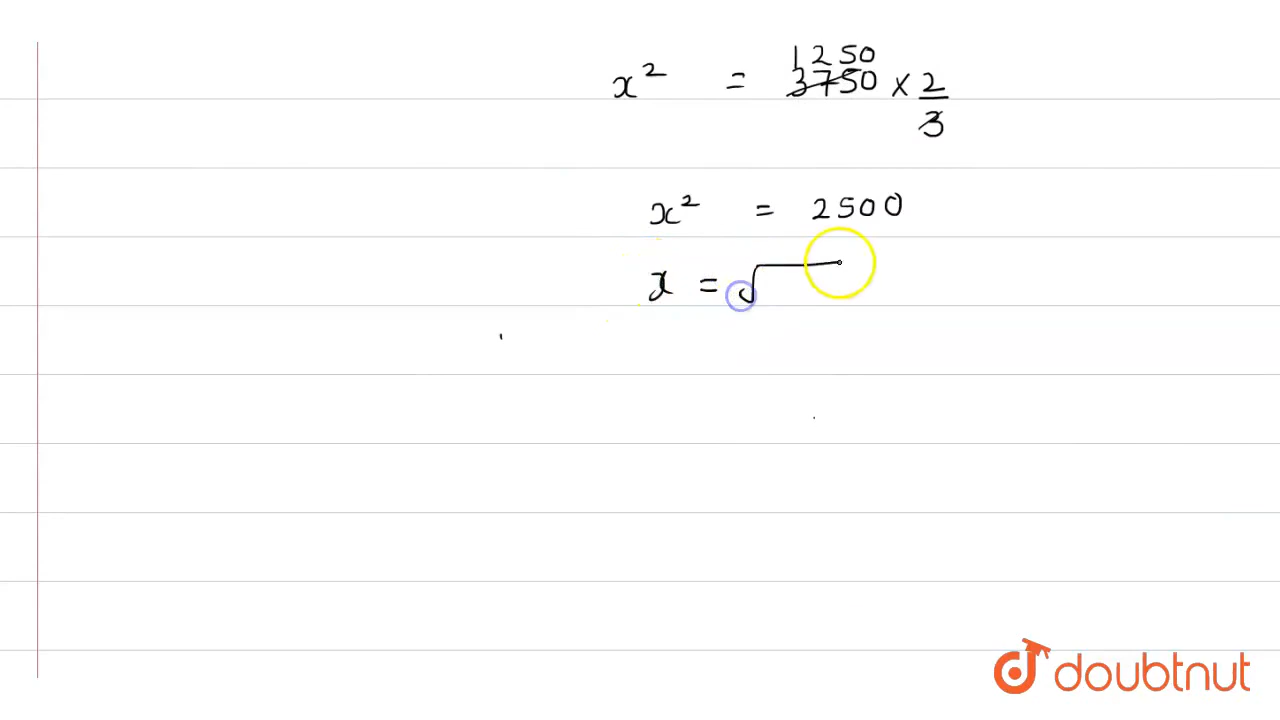 1250
x² = 3750 × 2/3
x² = 2500
x = √
doubtnut